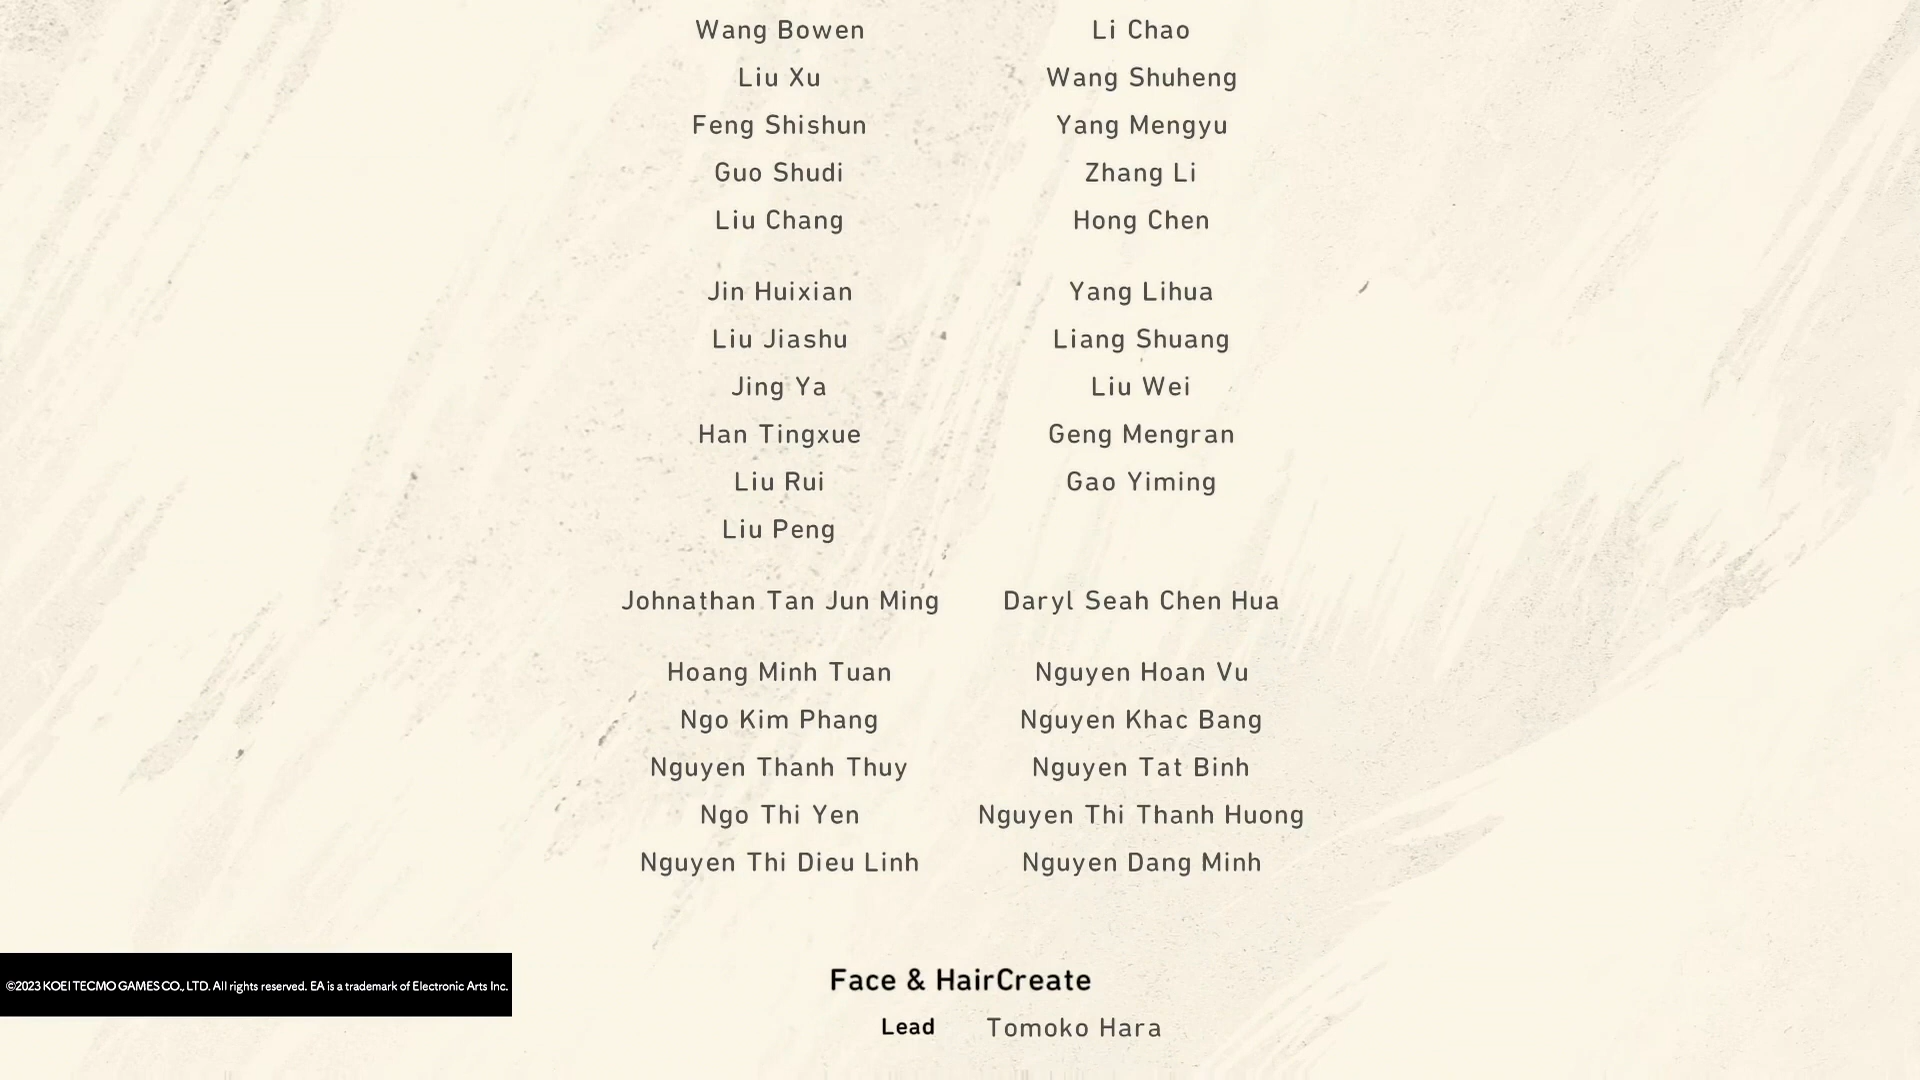 Wang Bowen Li Chao
Liu Xu Wang Shuheng
Feng Shishun Yang Mengyu
Guo Shudi Zhang Li
Liu Chang Hong Chen
Jin Huixian Yang Lihua
Liu Jiashu Liang Shuang
Jing Ya Liu Wei
Han Tingxue Geng Mengran
Liu Rui Gao Yiming
Liu Peng
Johnathan Tan Jun Ming Daryl Seah Chen Hua
Hoang Minh Tuan Nguyen Hoan Vu
Ngo Kim Phang Nguyen Khac Bang
Nguyen Thanh Thuy Nguyen Tat Binh
Ngo Thi Yen Nguyen Thi Thanh Huong
Nguyen Thi Dieu Linh Nguyen Dang Minh
Face & HairCreate
Lead Tomoko Hara
©2023 KOEI TECMO GAMES CO., LTD. All rights reserved. EA is a trademark of Electronic Arts Inc.